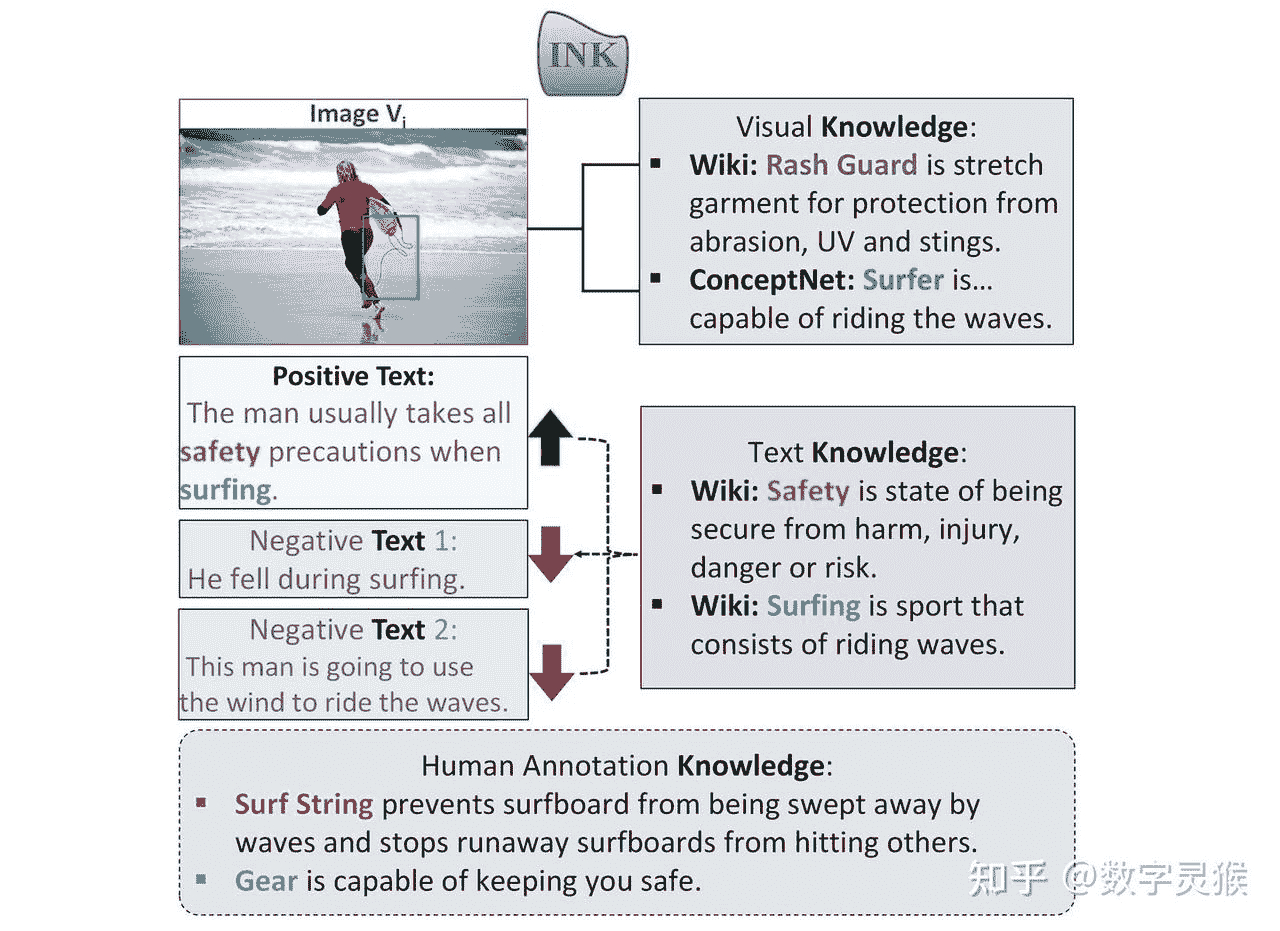 INK
Image Vi
Visual Knowledge:
▪ Wiki: Rash Guard is stretch
garment for protection from
abrasion, UV and stings.
▪ ConceptNet: Surfer is…
capable of riding the waves.
Positive Text:
The man usually takes all
safety precautions when
surfing.
Negative Text 1:
He fell during surfing.
Negative Text 2:
This man is going to use
the wind to ride the waves.
Text Knowledge:
▪ Wiki: Safety is state of being
secure from harm, injury,
danger or risk.
▪ Wiki: Surfing is sport that
consists of riding waves.
Human Annotation Knowledge:
▪ Surf String prevents surfboard from being swept away by
waves and stops runaway surfboards from hitting others.
▪ Gear is capable of keeping you safe.
知乎 @数字灵猴